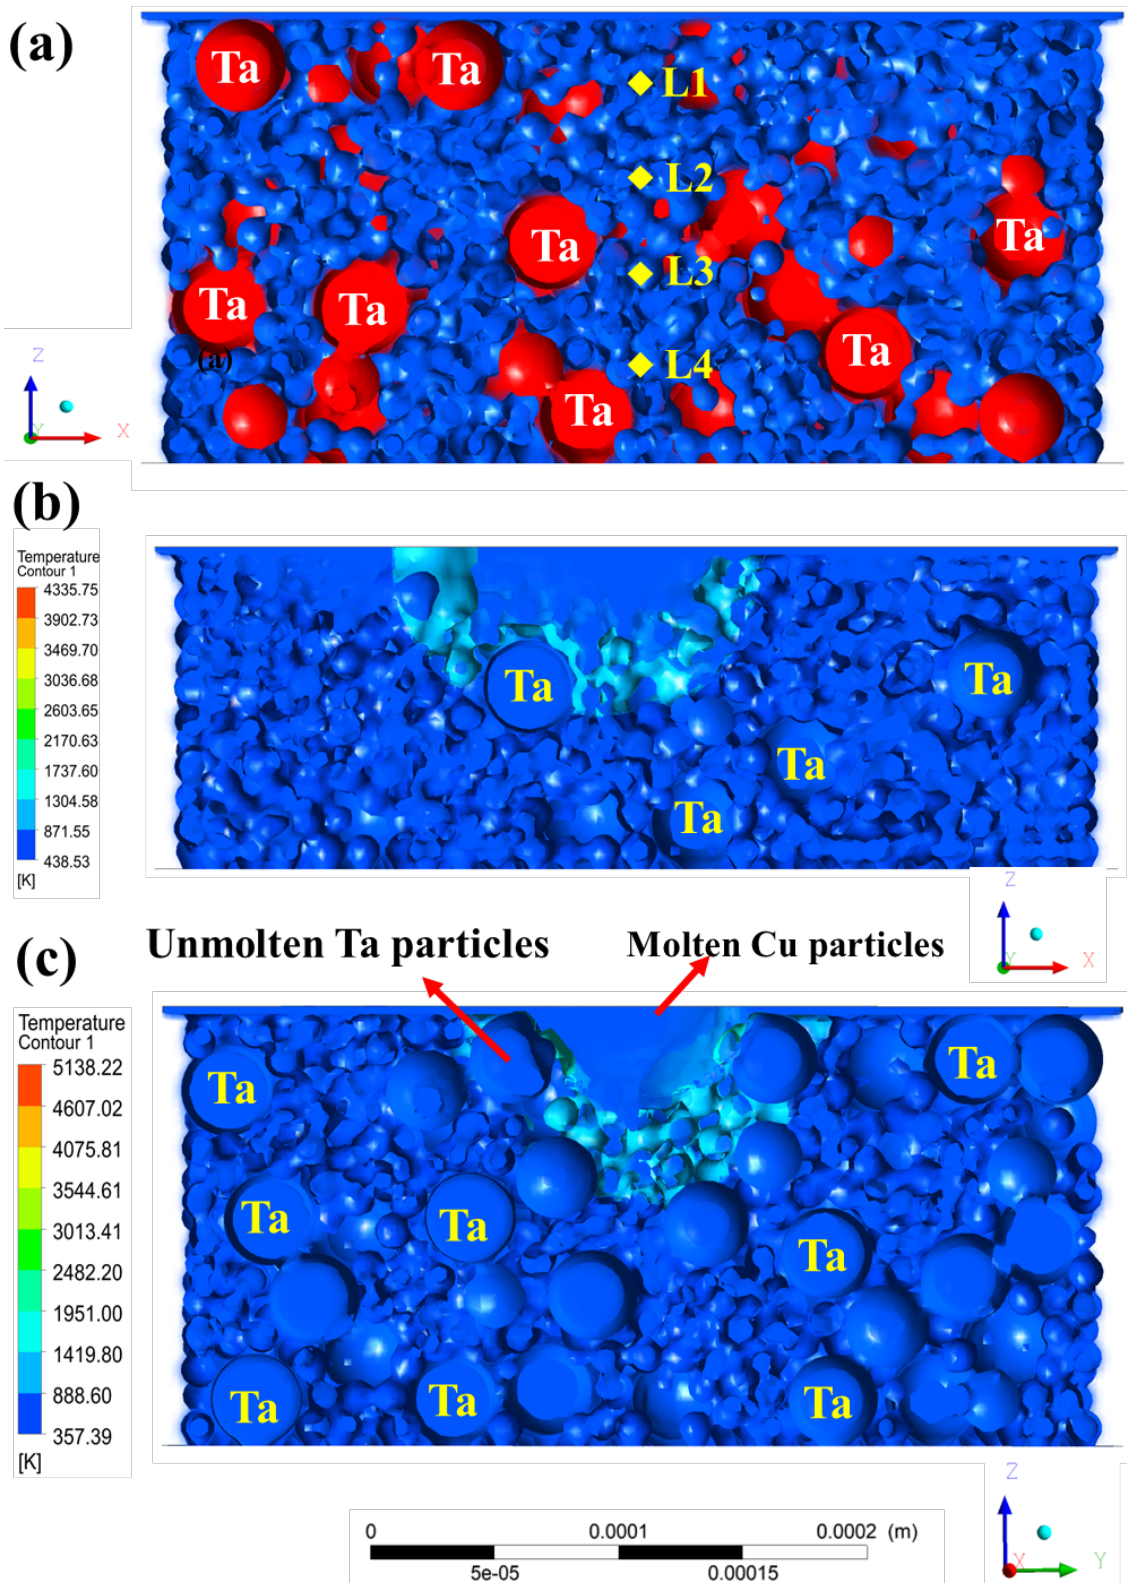 (a)
Ta Ta
L1
L2
Ta Ta
L3
Ta Ta
Ta
L4
(a)
Ta
Z
Y X
(b)
Temperature
Contour 1
4335.75
3902.73
3469.70
3036.68
2603.65
2170.63
1737.60
1304.58
871.55
438.53
[K]
Ta Ta
Ta
Ta
Z
Y X
(c)
Unmolten Ta particles Molten Cu particles
Temperature
Contour 1
5138.22
4607.02
4075.81
3544.61
3013.41
2482.20
1951.00
1419.80
888.60
357.39
[K]
Ta Ta
Ta Ta
Ta
Ta Ta Ta
Z
X Y
0 0.0001 0.0002 (m)
5e-05 0.00015